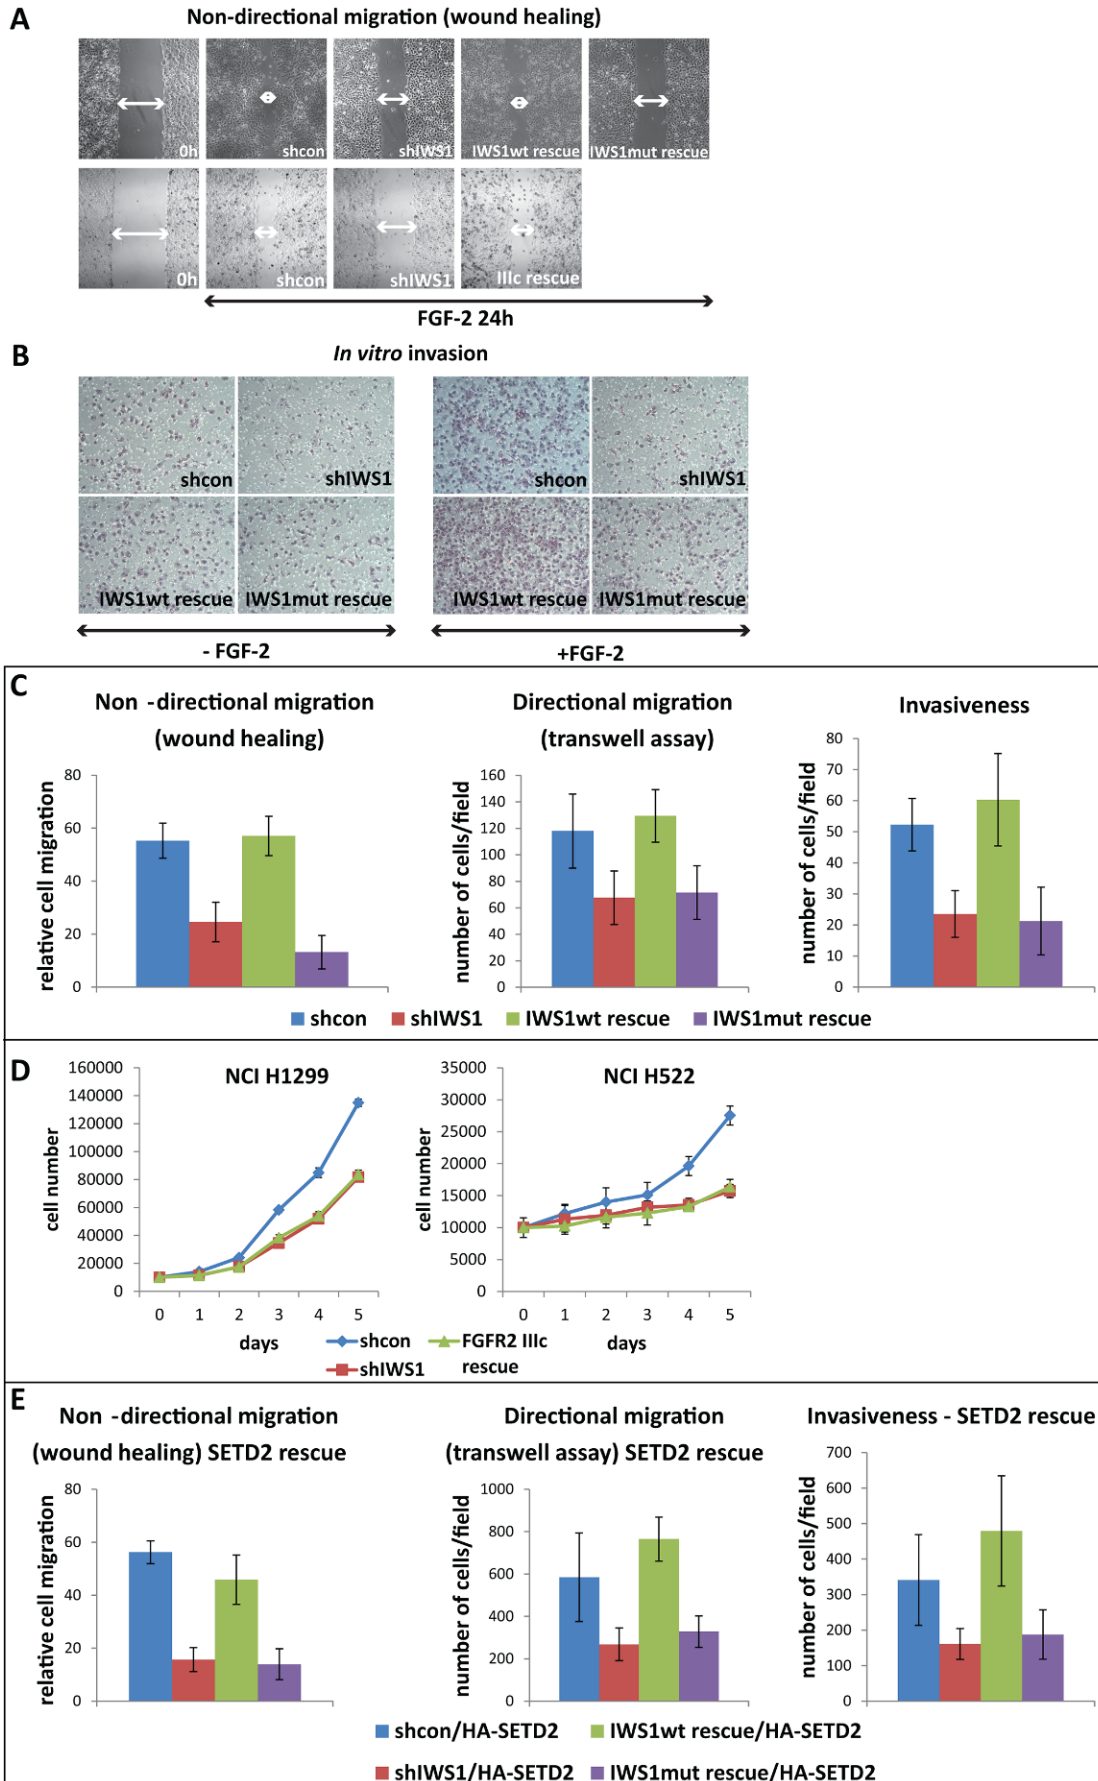 A
Non-directional migration (wound healing)
0h
shcon
shIWS1
IWS1wt rescue
IWS1mut rescue
0h
shcon
shIWS1
IIIc rescue
FGF-2 24h
B
In vitro invasion
shcon
shIWS1
IWS1wt rescue
IWS1mut rescue
- FGF-2
shcon
shIWS1
IWS1wt rescue
IWS1mut rescue
+FGF-2
C
Non -directional migration
(wound healing)
relative cell migration
80
60
40
20
0
Directional migration
(transwell assay)
number of cells/field
160
140
120
100
80
60
40
20
0
Invasiveness
number of cells/field
80
70
60
50
40
30
20
10
0
shcon
shIWS1
IWS1wt rescue
IWS1mut rescue
D
NCI H1299
cell number
160000
140000
120000
100000
80000
60000
40000
20000
0
0 1 2 3 4 5
days
NCI H522
cell number
35000
30000
25000
20000
15000
10000
5000
0
0 1 2 3 4 5
days
shcon
FGFR2 IIIc
rescue
shIWS1
E
Non -directional migration
(wound healing) SETD2 rescue
relative cell migration
80
60
40
20
0
Directional migration
(transwell assay) SETD2 rescue
number of cells/field
1000
800
600
400
200
0
Invasiveness - SETD2 rescue
number of cells/field
700
600
500
400
300
200
100
0
shcon/HA-SETD2
IWS1wt rescue/HA-SETD2
shIWS1/HA-SETD2
IWS1mut rescue/HA-SETD2